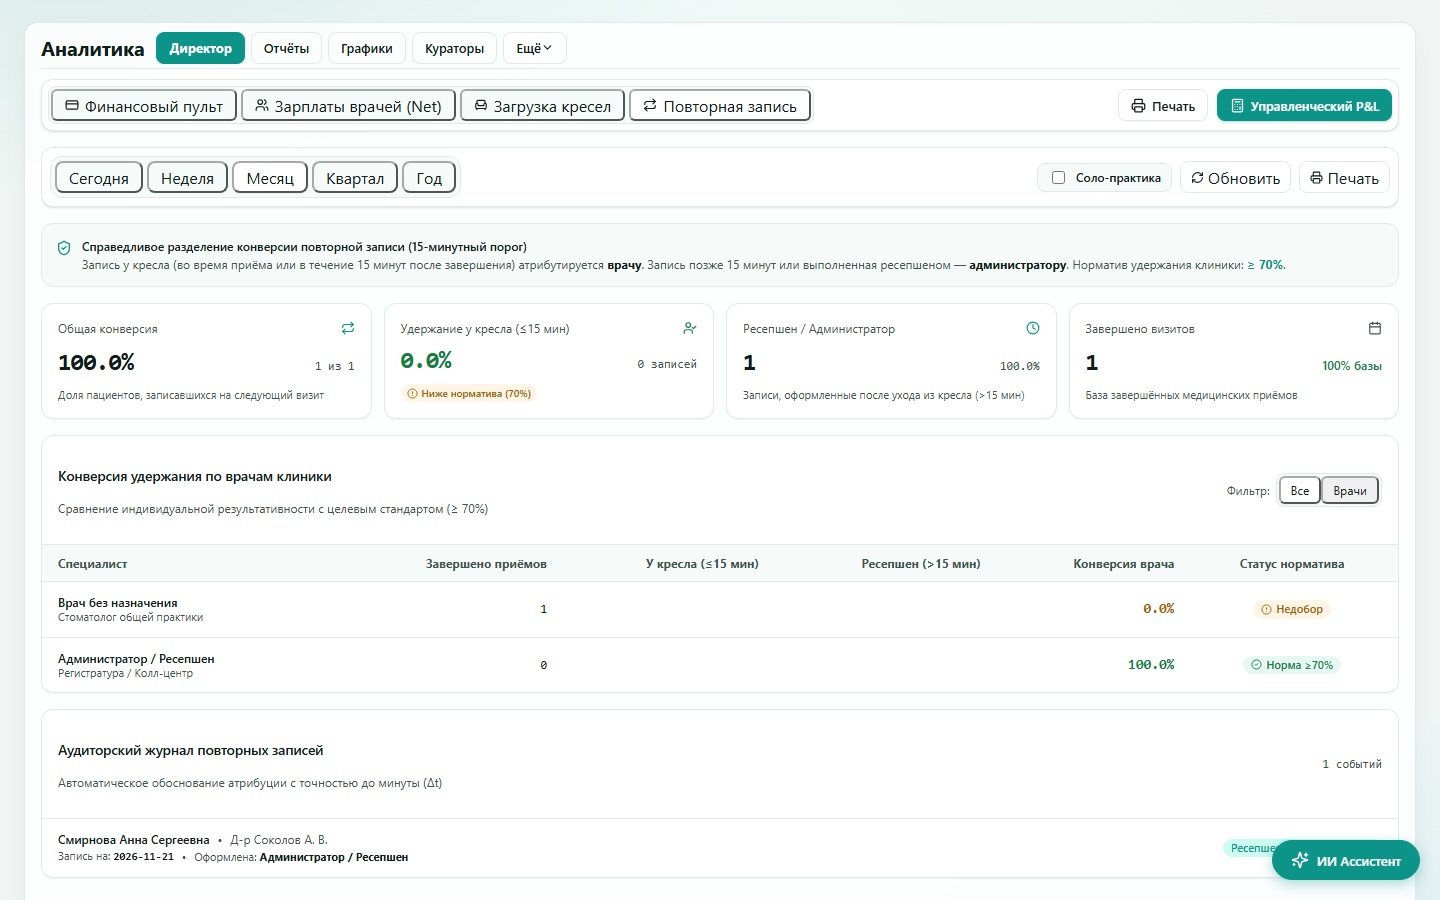 Аналитика Директор Отчёты Графики Кураторы Ещё
Финансовый пульт Зарплаты врачей (Net) Загрузка кресел Повторная запись Печать Управленческий P&L
Сегодня Неделя Месяц Квартал Год Соло-практика Обновить Печать
Справедливое разделение конверсии повторной записи (15-минутный порог)
Запись у кресла (во время приёма или в течение 15 минут после завершения) атрибутируется врачу. Запись позже 15 минут или выполненная ресепшеном — администратору. Норматив удержания клиники: ≥ 70%.
Общая конверсия
100.0% 1 из 1
Доля пациентов, записавшихся на следующий визит
Удержание у кресла (≤15 мин)
0.0% 0 записей
Ниже норматива (70%)
Ресепшен / Администратор
1 100.0%
Записи, оформленные после ухода из кресла (>15 мин)
Завершено визитов
1 100% базы
База завершённых медицинских приёмов
Конверсия удержания по врачам клиники
Сравнение индивидуальной результативности с целевым стандартом (≥ 70%)
Фильтр: Все Врачи
Специалист Завершено приёмов У кресла (≤15 мин) Ресепшен (>15 мин) Конверсия врача Статус норматива
Врач без назначения
Стоматолог общей практики
1 0.0% Недобор
Администратор / Ресепшен
Регистратура / Колл-центр
0 100.0% Норма ≥70%
Аудиторский журнал повторных записей
Автоматическое обоснование атрибуции с точностью до минуты (Δt)
1 событий
Смирнова Анна Сергеевна • Д-р Соколов А. В.
Запись на: 2026-11-21 • Оформлена: Администратор / Ресепшен
ИИ Ассистент